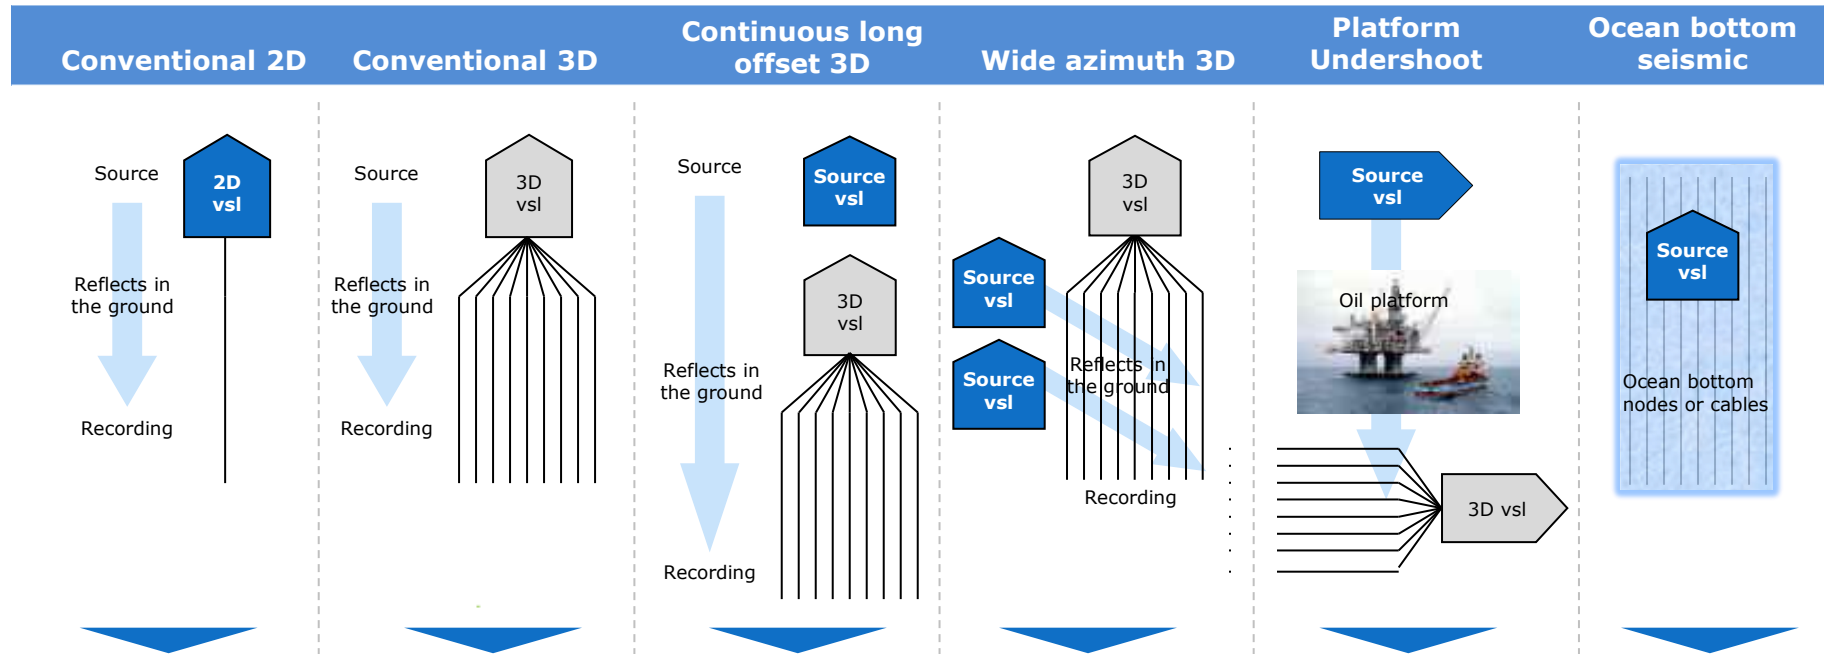 Conventional 2D
Conventional 3D
Continuous long
offset 3D
Wide azimuth 3D
Platform
Undershoot
Ocean bottom
seismic
Source
2D
vsl
Reflects in
the ground
Recording
Source
3D
vsl
Reflects in
the ground
Recording
Source
Source
vsl
3D
vsl
Reflects in
the ground
Recording
3D
vsl
Source
vsl
Source
vsl
Reflects in
the ground
Recording
Source
vsl
Oil platform
3D vsl
Source
vsl
Ocean bottom
nodes or cables